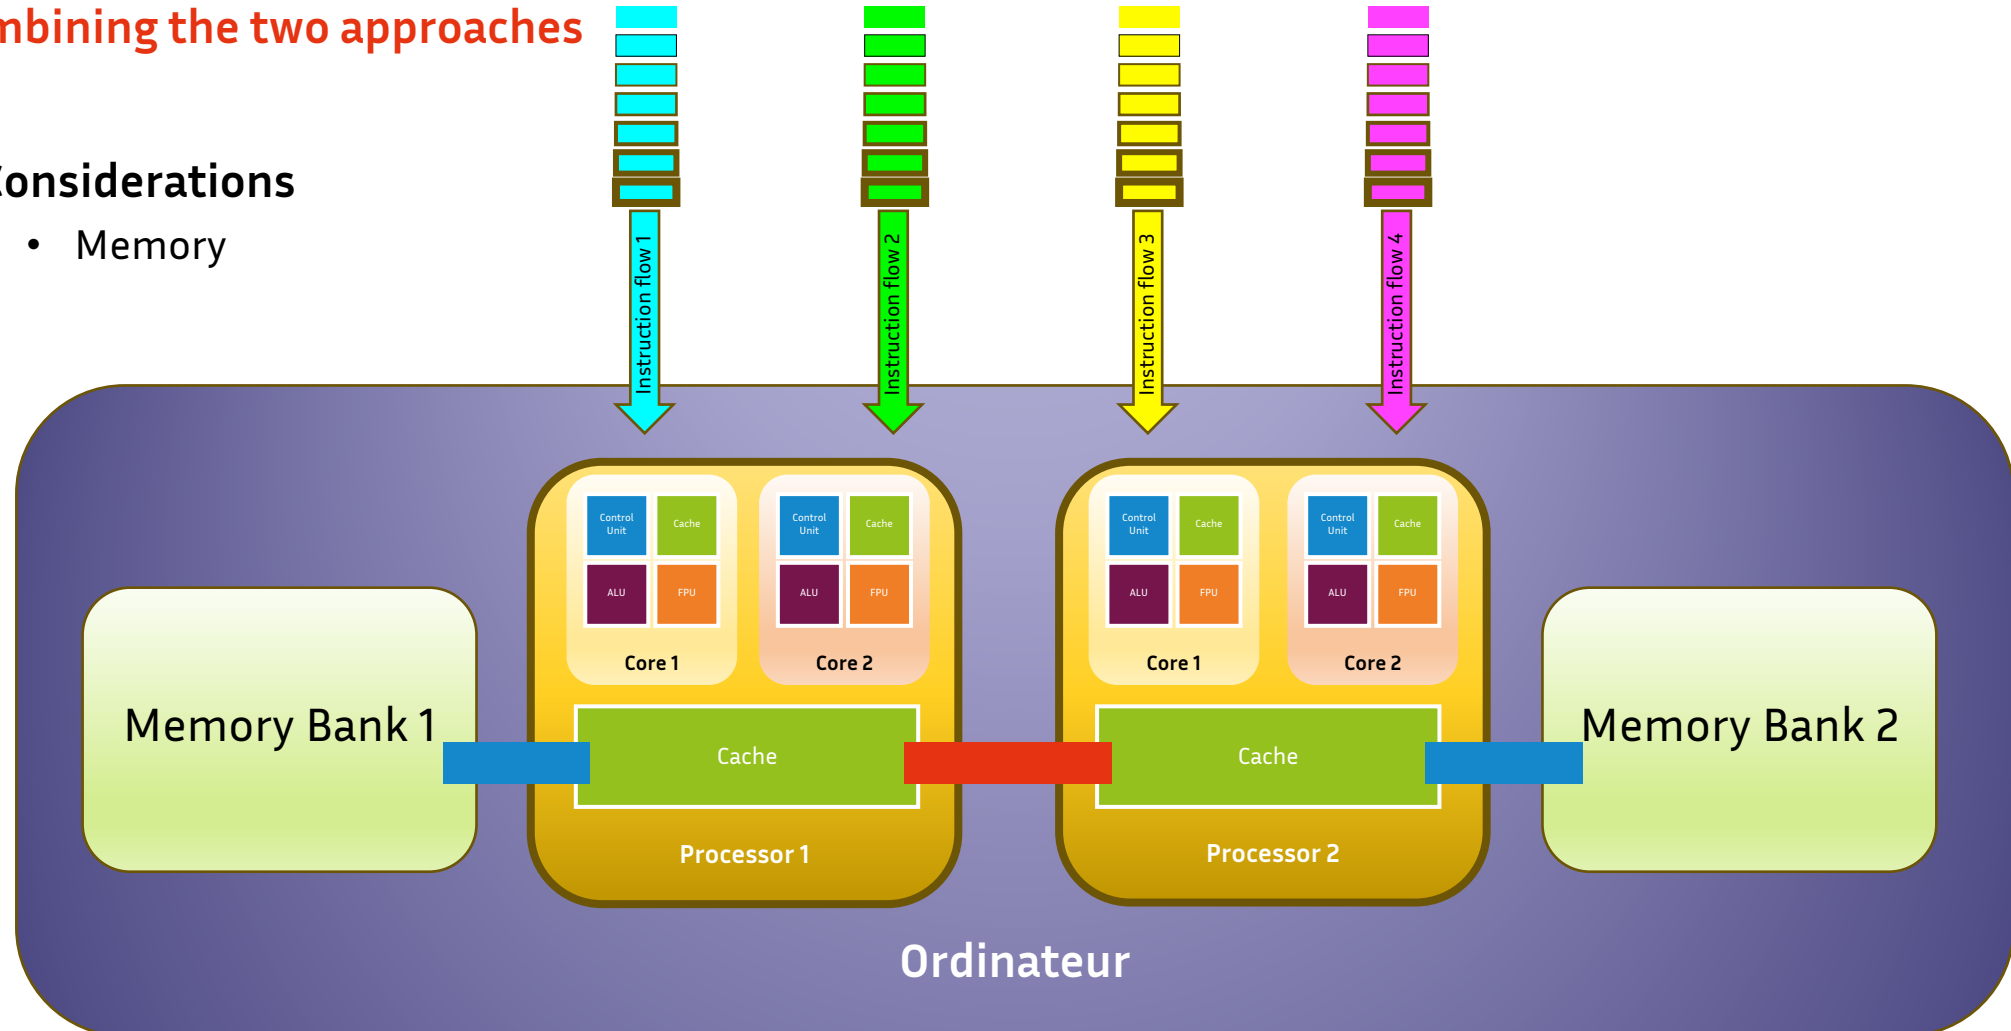 mbining the two approaches
Considerations
• Memory
Instruction flow 1
Instruction flow 2
Instruction flow 3
Instruction flow 4
Control
Unit
Cache
ALU
FPU
Core 1
Control
Unit
Cache
ALU
FPU
Core 2
Cache
Processor 1
Control
Unit
Cache
ALU
FPU
Core 1
Control
Unit
Cache
ALU
FPU
Core 2
Cache
Processor 2
Memory Bank 1
Memory Bank 2
Ordinateur